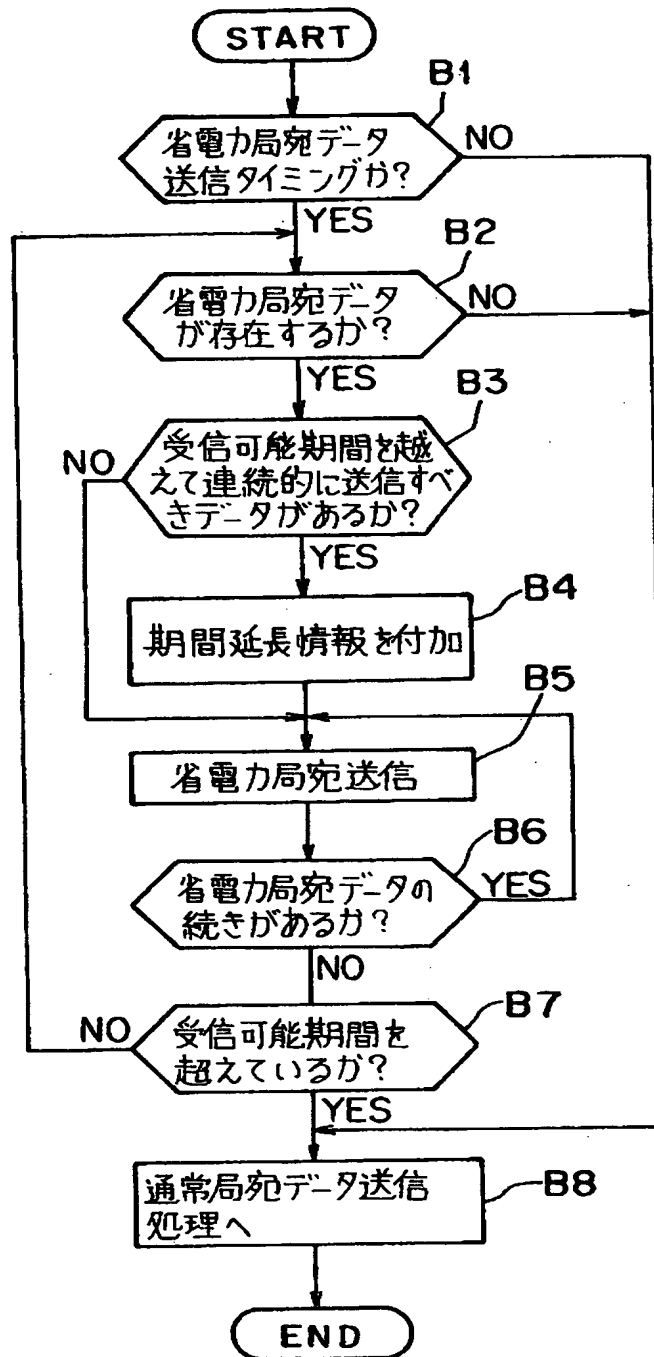 START
B1
省電力局宛データ
送信タイミングか?
NO
YES
B2
省電力局宛データ
が存在するか?
NO
YES
B3
受信可能期間を越
えて連続的に送信すべ
きデータがあるか?
NO
YES
B4
期間延長情報を付加
B5
省電力局宛送信
B6
省電力局宛データの
続きがあるか?
YES
NO
B7
受信可能期間を
超えているか?
NO
YES
B8
通常局宛データ送信
処理へ
END